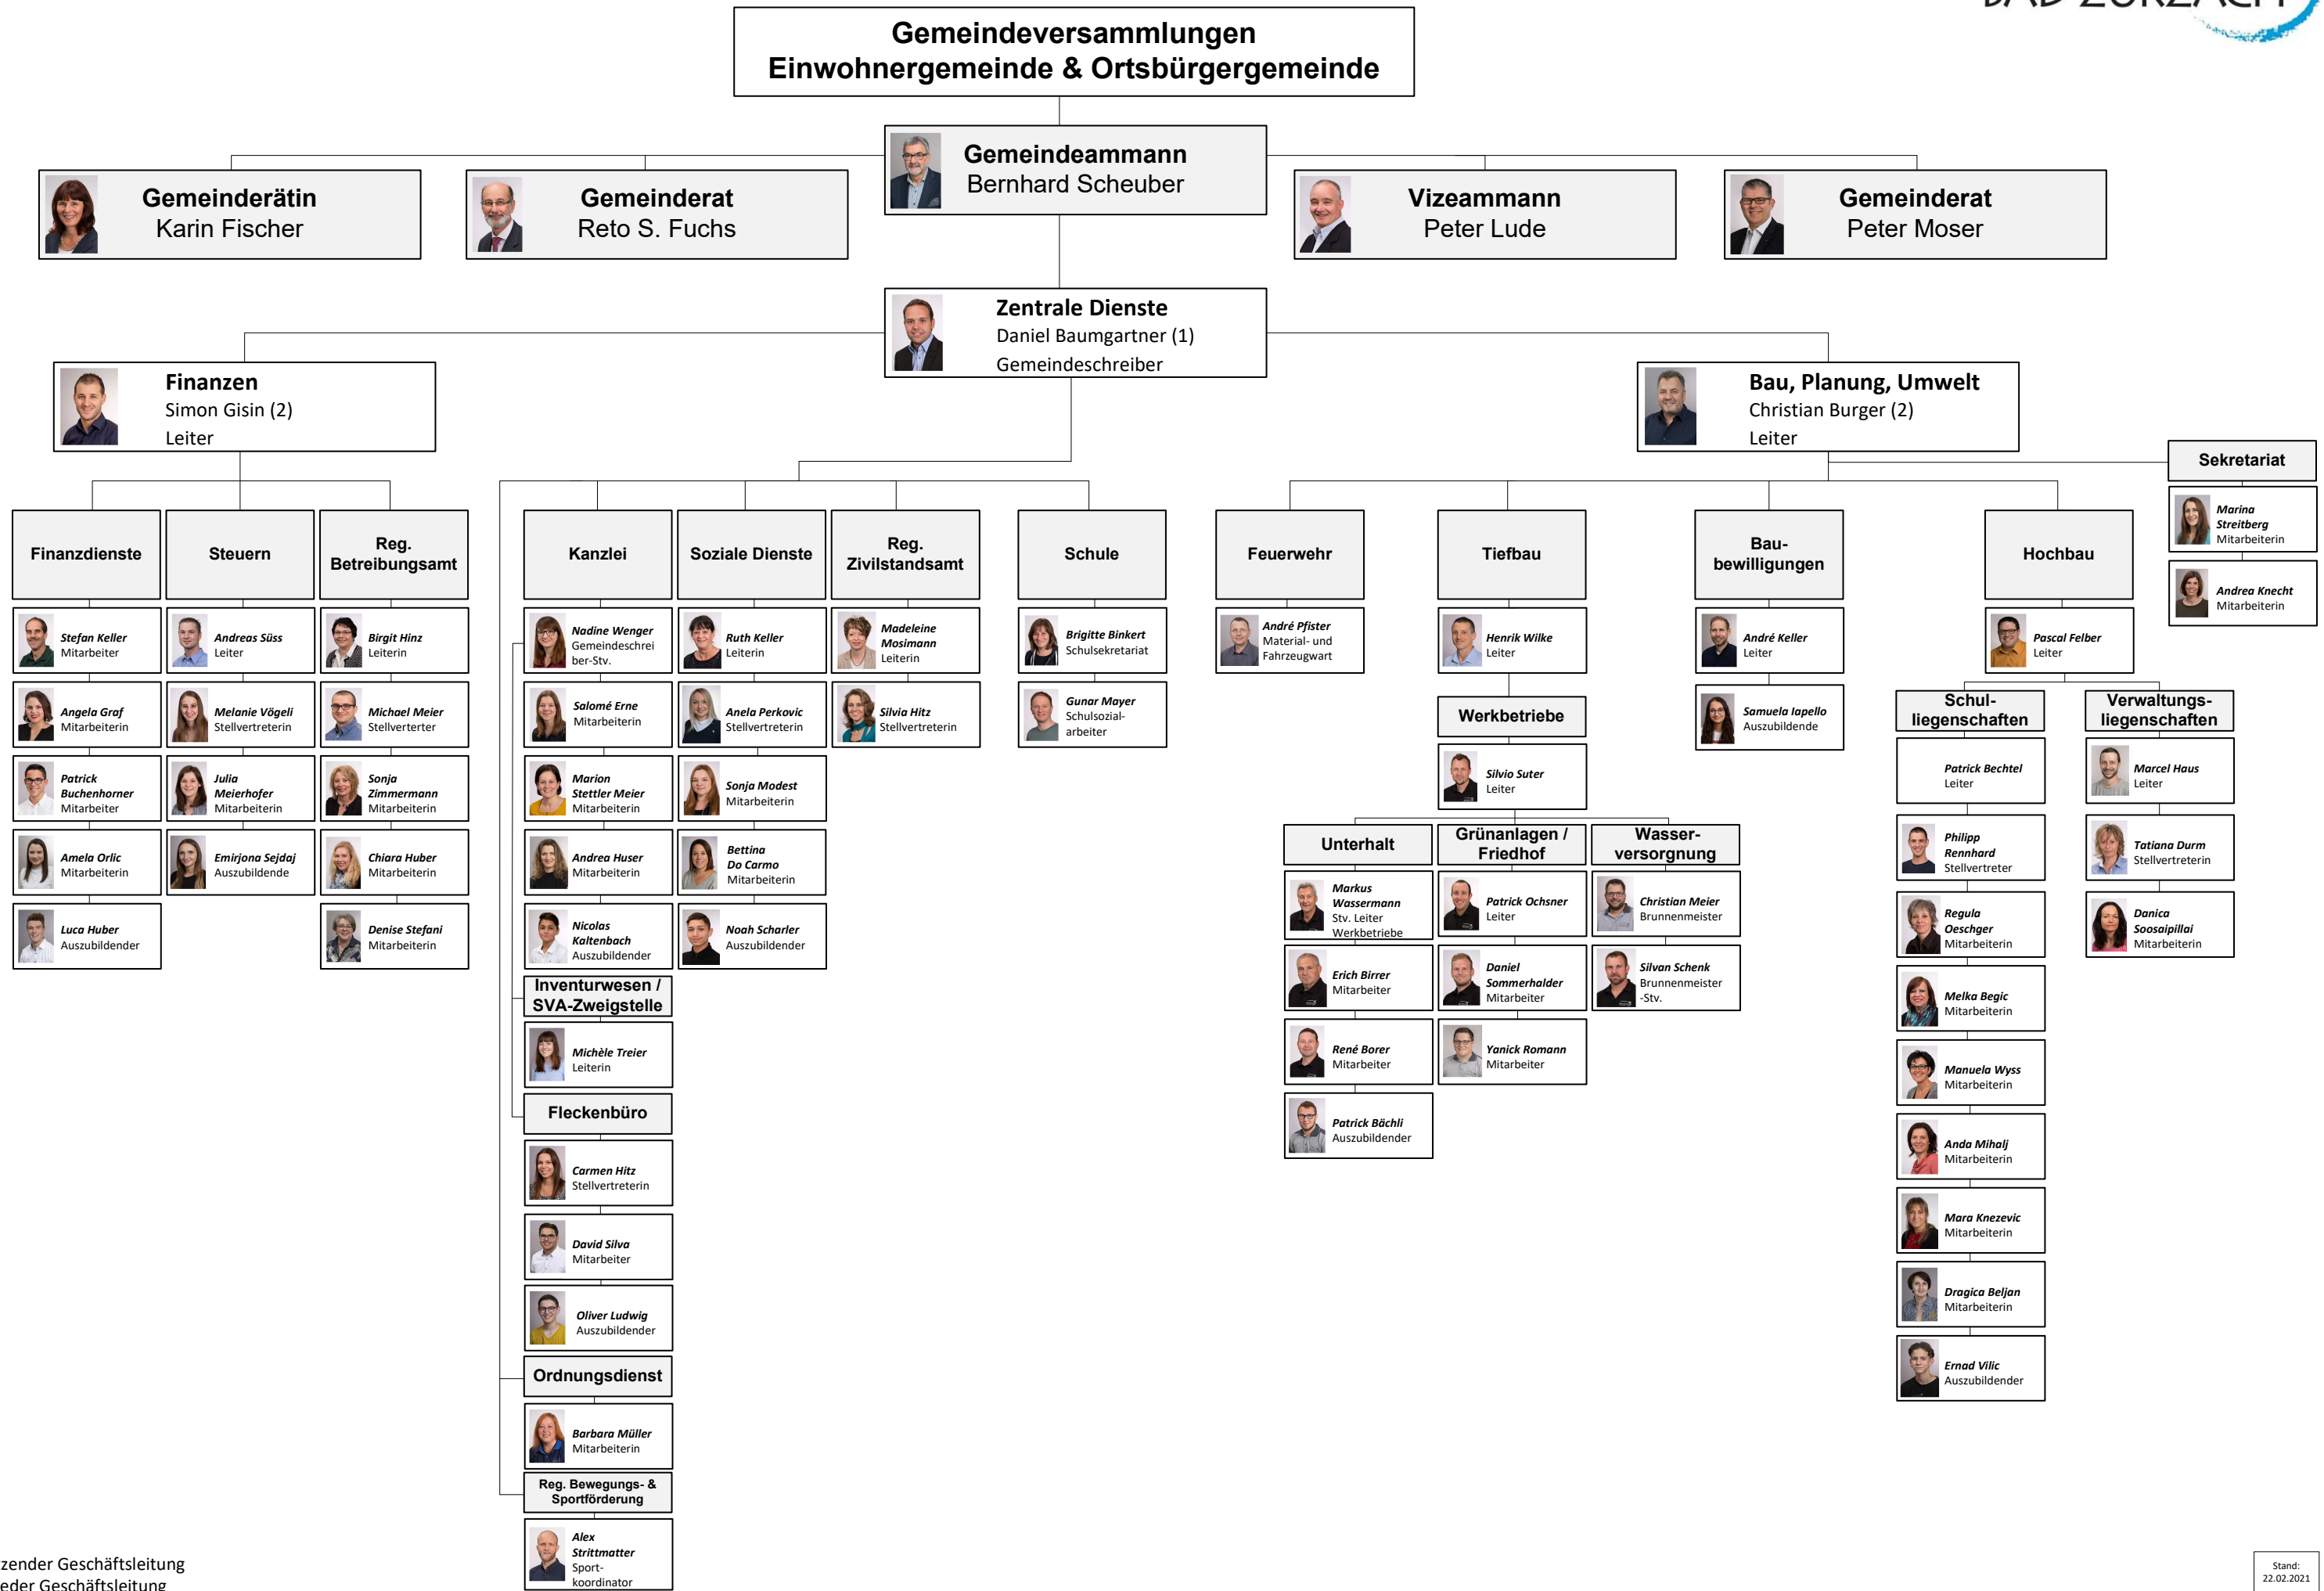 BAD ZURZACH
Gemeindeversammlungen
Einwohnergemeinde & Ortsbürgergemeinde
Gemeindeammann
Bernhard Scheuber
Gemeinderätin
Karin Fischer
Gemeinderat
Reto S. Fuchs
Vizeammann
Peter Lude
Gemeinderat
Peter Moser
Zentrale Dienste
Daniel Baumgartner (1)
Gemeindeschreiber
Finanzen
Simon Gisin (2)
Leiter
Bau, Planung, Umwelt
Christian Burger (2)
Leiter
Sekretariat
Marina
Streitberg
Mitarbeiterin
Andrea Knecht
Mitarbeiterin
Finanzdienste
Stefan Keller
Mitarbeiter
Angela Graf
Mitarbeiterin
Patrick
Buchenhorner
Mitarbeiter
Amela Orlic
Mitarbeiterin
Luca Huber
Auszubildender
Steuern
Andreas Süss
Leiter
Melanie Vögeli
Stellvertreterin
Julia
Meierhofer
Mitarbeiterin
Emirjona Sejdaj
Auszubildende
Reg.
Betreibungsamt
Birgit Hinz
Leiterin
Michael Meier
Stellverterter
Sonja
Zimmermann
Mitarbeiterin
Chiara Huber
Mitarbeiterin
Denise Stefani
Mitarbeiterin
Kanzlei
Nadine Wenger
Gemeindeschrei
ber-Stv.
Salomé Erne
Mitarbeiterin
Marion
Stettler Meier
Mitarbeiterin
Andrea Huser
Mitarbeiterin
Nicolas
Kaltenbach
Auszubildender
Inventurwesen /
SVA-Zweigstelle
Michèle Treier
Leiterin
Fleckenbüro
Carmen Hitz
Stellvertreterin
David Silva
Mitarbeiter
Oliver Ludwig
Auszubildender
Ordnungsdienst
Barbara Müller
Mitarbeiterin
Reg. Bewegungs- &
Sportförderung
Alex
Strittmatter
Sport-
koordinator
Soziale Dienste
Ruth Keller
Leiterin
Anela Perkovic
Stellvertreterin
Sonja Modest
Mitarbeiterin
Bettina
Do Carmo
Mitarbeiterin
Noah Scharler
Auszubildender
Reg.
Zivilstandsamt
Madeleine
Mosimann
Leiterin
Silvia Hitz
Stellvertreterin
Schule
Brigitte Binkert
Schulsekretariat
Gunar Mayer
Schulsozial-
arbeiter
Feuerwehr
André Pfister
Material- und
Fahrzeugwart
Tiefbau
Henrik Wilke
Leiter
Werkbetriebe
Silvio Suter
Leiter
Unterhalt
Markus
Wassermann
Stv. Leiter
Werkbetriebe
Erich Birrer
Mitarbeiter
René Borer
Mitarbeiter
Patrick Bächli
Auszubildender
Grünanlagen /
Friedhof
Patrick Ochsner
Leiter
Daniel
Sommerhalder
Mitarbeiter
Yanick Romann
Mitarbeiter
Wasser-
versorgnung
Christian Meier
Brunnenmeister
Silvan Schenk
Brunnenmeister
-Stv.
Bau-
bewilligungen
André Keller
Leiter
Samuela Iapello
Auszubildende
Hochbau
Pascal Felber
Leiter
Schul-
liegenschaften
Patrick Bechtel
Leiter
Philipp
Rennhard
Stellvertreter
Regula
Oeschger
Mitarbeiterin
Melka Begic
Mitarbeiterin
Manuela Wyss
Mitarbeiterin
Anda Mihalj
Mitarbeiterin
Mara Knezevic
Mitarbeiterin
Dragica Beljan
Mitarbeiterin
Ernad Vilic
Auszubildender
Verwaltungs-
liegenschaften
Marcel Haus
Leiter
Tatiana Durm
Stellvertreterin
Danica
Soosaipillai
Mitarbeiterin
zender Geschäftsleitung
eder Geschäftsleitung
Stand:
22.02.2021